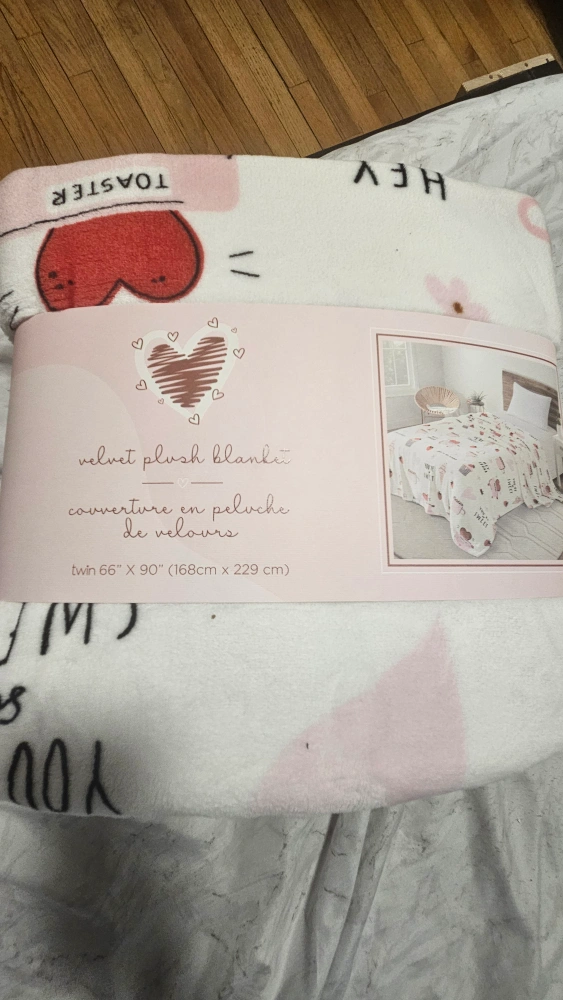 TOASTER
HEY
velvet plush blanket
couverture en peluche
de velours
twin 66" X 90" (168cm x 229 cm)
YOU